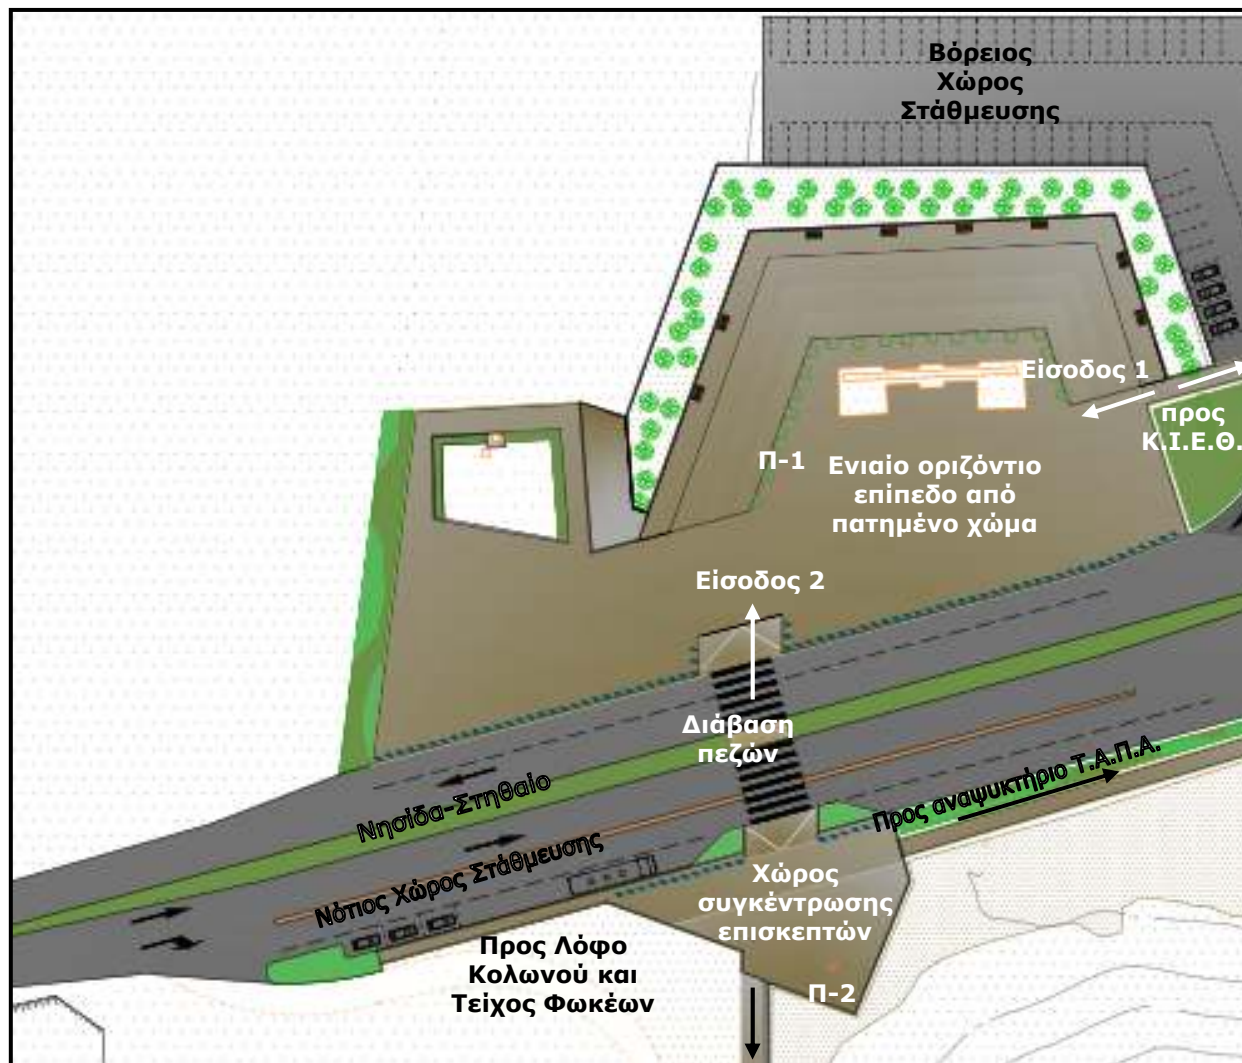 Βόρειος
Χώρος
Στάθμευσης
Είσοδος 1
προς
Κ.Ι.Ε.Θ.
Π-1
Ενιαίο οριζόντιο
επίπεδο από
πατημένο χώμα
Είσοδος 2
Διάβαση
πεζών
Νησίδα-Στηθαίο
Προς αναψυκτήριο Τ.Α.Π.Α.
Νότιος Χώρος Στάθμευσης
Χώρος
συγκέντρωσης
επισκεπτών
Προς Λόφο
Κολωνού και
Τείχος Φωκέων
Π-2